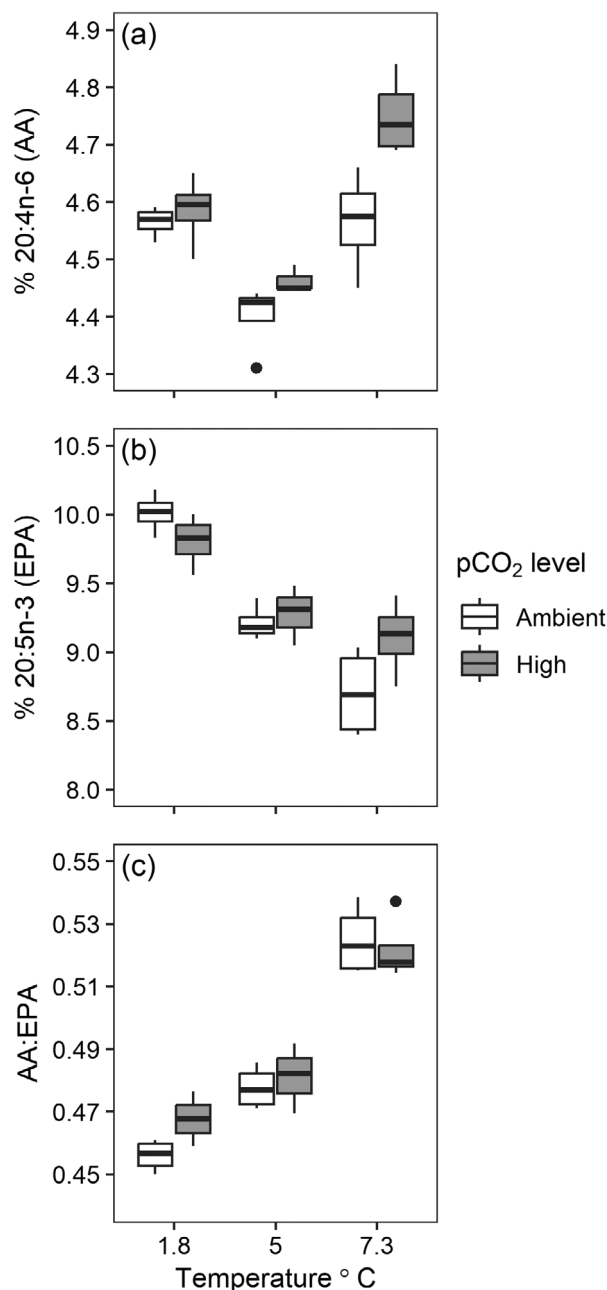 (a)
% 20:4n-6 (AA)
4.9
4.8
4.7
4.6
4.5
4.4
4.3
(b)
% 20:5n-3 (EPA)
10.5
10.0
9.5
9.0
8.5
8.0
pCO₂ level
Ambient
High
(c)
AA:EPA
0.55
0.53
0.51
0.49
0.47
0.45
1.8 5 7.3
Temperature ° C